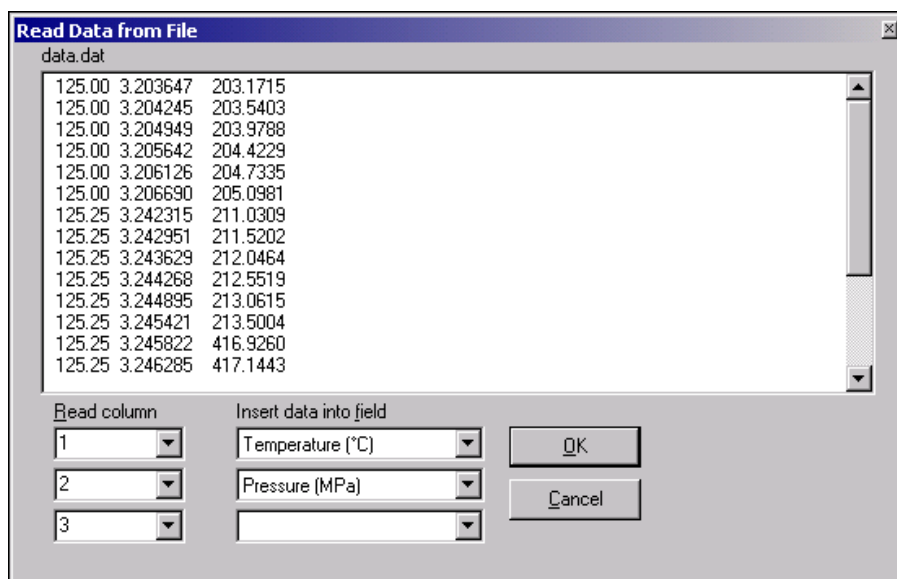 Read Data from File
data.dat
125.00 3.203647 203.1715
125.00 3.204245 203.5403
125.00 3.204949 203.9788
125.00 3.205642 204.4229
125.00 3.206126 204.7335
125.00 3.206690 205.0981
125.25 3.242315 211.0309
125.25 3.242951 211.5202
125.25 3.243629 212.0464
125.25 3.244268 212.5519
125.25 3.244895 213.0615
125.25 3.245421 213.5004
125.25 3.245822 416.9260
125.25 3.246285 417.1443
Read column Insert data into field
1 Temperature (°C) OK
2 Pressure (MPa) Cancel
3